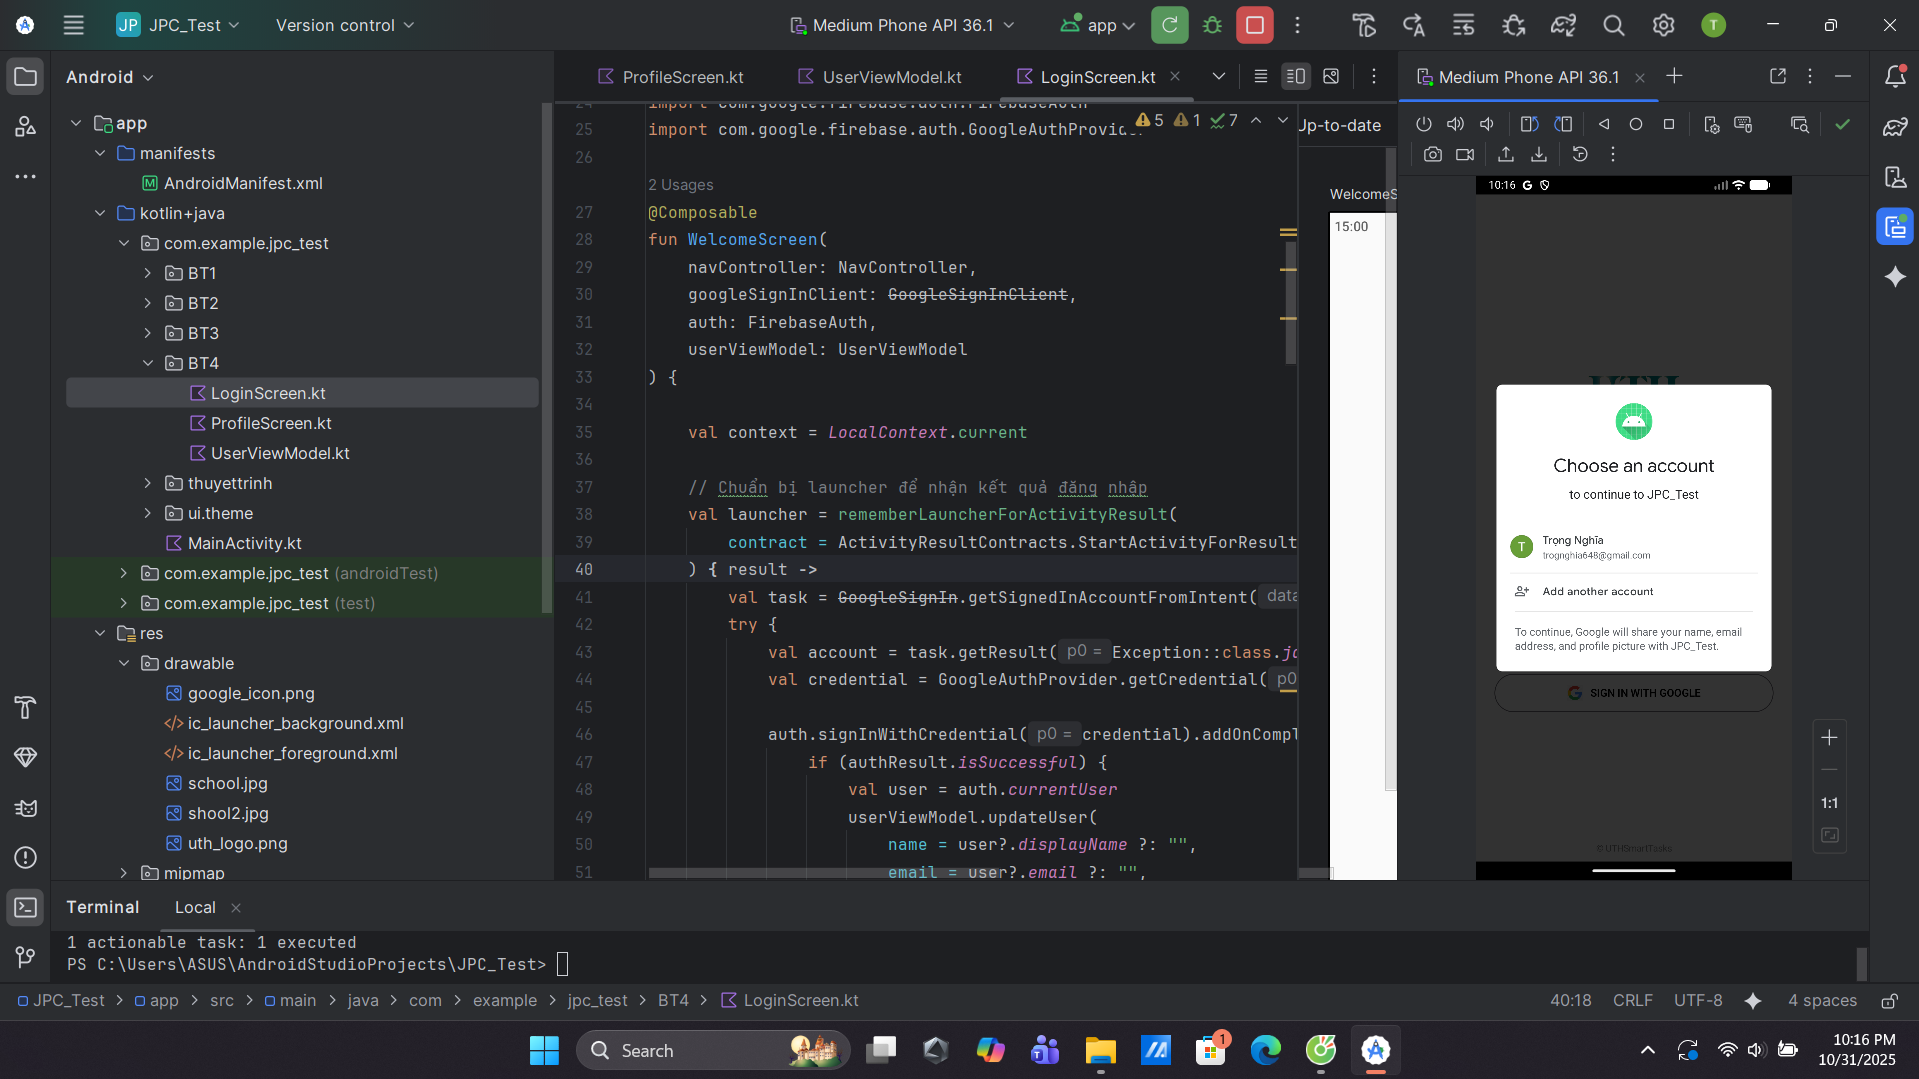 JP JPC_Test
Version control
Medium Phone API 36.1
app
T
Android
app
manifests
AndroidManifest.xml
kotlin+java
com.example.jpc_test
BT1
BT2
BT3
BT4
LoginScreen.kt
ProfileScreen.kt
UserViewModel.kt
thuyettrinh
ui.theme
MainActivity.kt
com.example.jpc_test (androidTest)
com.example.jpc_test (test)
res
drawable
google_icon.png
ic_launcher_background.xml
ic_launcher_foreground.xml
school.jpg
shool2.jpg
uth_logo.png
mipmap
ProfileScreen.kt
UserViewModel.kt
LoginScreen.kt
5 1 7
24 import com.google.firebase.auth.FirebaseAuth
25 import com.google.firebase.auth.GoogleAuthProvider
26
2 Usages
27 @Composable
28 fun WelcomeScreen(
29 navController: NavController,
30 googleSignInClient: GoogleSignInClient,
31 auth: FirebaseAuth,
32 userViewModel: UserViewModel
33 ) {
34
35 val context = LocalContext.current
36
37 // Chuẩn bị launcher để nhận kết quả đăng nhập
38 val launcher = rememberLauncherForActivityResult(
39 contract = ActivityResultContracts.StartActivityForResult
40 ) { result ->
41 val task = GoogleSignIn.getSignedInAccountFromIntent( data
42 try {
43 val account = task.getResult( p0 = Exception::class.ja
44 val credential = GoogleAuthProvider.getCredential( p0
45
46 auth.signInWithCredential( p0 = credential).addOnCompl
47 if (authResult.isSuccessful) {
48 val user = auth.currentUser
49 userViewModel.updateUser(
50 name = user?.displayName ?: "",
51 email = user?.email ?: "",
Up-to-date
WelcomeS
15:00
Medium Phone API 36.1
10:16 G
UTH
Choose an account
to continue to JPC_Test
T
Trọng Nghĩa
trognghia648@gmail.com
Add another account
To continue, Google will share your name, email
address, and profile picture with JPC_Test.
SIGN IN WITH GOOGLE
© UTHSmartTasks
1:1
Terminal
Local
1 actionable task: 1 executed
PS C:\Users\ASUS\AndroidStudioProjects\JPC_Test>
JPC_Test > app > src > main > java > com > example > jpc_test > BT4 > LoginScreen.kt
40:18
CRLF
UTF-8
4 spaces
Search
1
10:16 PM
10/31/2025